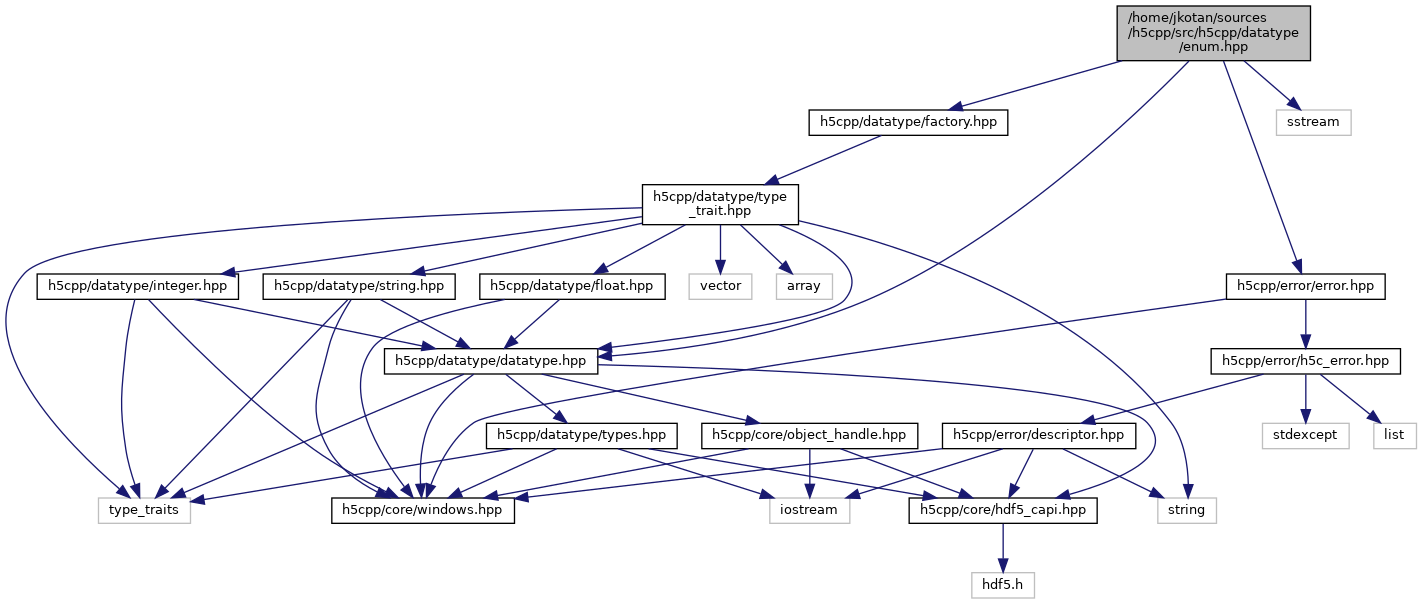 /home/jkotan/sources
/h5cpp/src/h5cpp/datatype
/enum.hpp
h5cpp/datatype/factory.hpp
sstream
h5cpp/datatype/type
_trait.hpp
h5cpp/datatype/integer.hpp
h5cpp/datatype/string.hpp
h5cpp/datatype/float.hpp
vector
array
h5cpp/error/error.hpp
h5cpp/datatype/datatype.hpp
h5cpp/error/h5c_error.hpp
h5cpp/datatype/types.hpp
h5cpp/core/object_handle.hpp
h5cpp/error/descriptor.hpp
stdexcept
list
type_traits
h5cpp/core/windows.hpp
iostream
h5cpp/core/hdf5_capi.hpp
string
hdf5.h